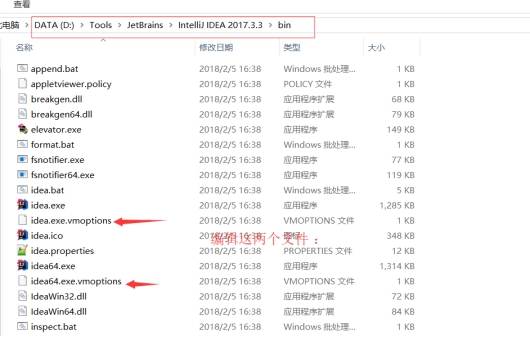 查看
电脑 > DATA (D:) > Tools > JetBrains > IntelliJ IDEA 2017.3.3 > bin
名称 修改日期 类型 大小
append.bat 2018/2/5 16:38 Windows 批处理... 1 KB
appletviewer.policy 2018/2/5 16:38 POLICY 文件 1 KB
breakgen.dll 2018/2/5 16:38 应用程序扩展 68 KB
breakgen64.dll 2018/2/5 16:38 应用程序扩展 79 KB
elevator.exe 2018/2/5 16:38 应用程序 149 KB
format.bat 2018/2/5 16:38 Windows 批处理... 1 KB
fsnotifier.exe 2018/2/5 16:38 应用程序 77 KB
fsnotifier64.exe 2018/2/5 16:38 应用程序 119 KB
idea.bat 2018/2/5 16:38 Windows 批处理... 5 KB
idea.exe 2018/2/5 16:38 应用程序 1,285 KB
idea.exe.vmoptions 2018/2/5 16:38 VMOPTIONS 文件 1 KB
idea.ico 2018/2/5 16:38 348 KB
编辑这两个文件：
idea.properties 2018/2/5 16:38 PROPERTIES 文件 12 KB
idea64.exe 2018/2/5 16:38 应用程序 1,314 KB
idea64.exe.vmoptions 2018/2/5 16:38 VMOPTIONS 文件 1 KB
IdeaWin32.dll 2018/2/5 16:38 应用程序扩展 72 KB
IdeaWin64.dll 2018/2/5 16:38 应用程序扩展 84 KB
inspect.bat 2018/2/5 16:38 Windows 批处理... 1 KB